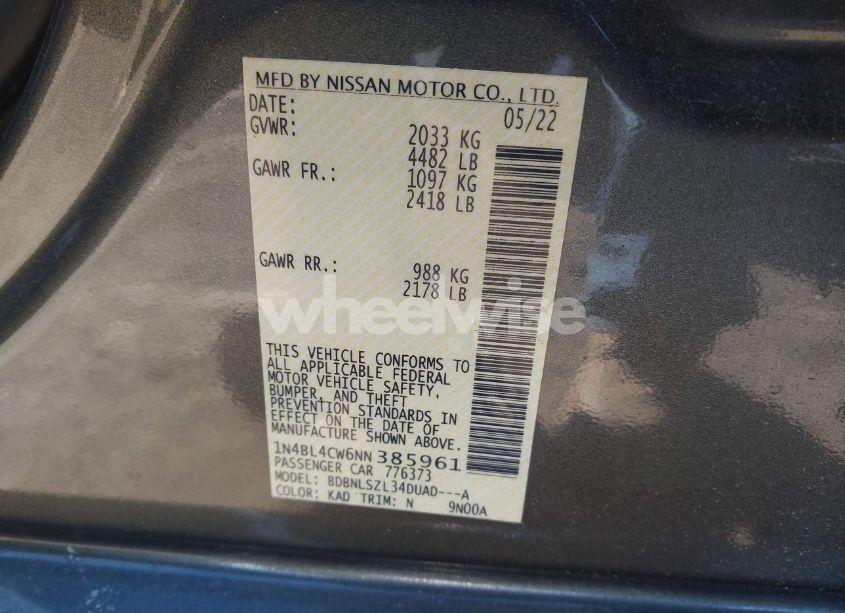 MFD BY NISSAN MOTOR CO., LTD.
DATE: 05/22
GVWR: 2033 KG
4482 LB
GAWR FR.: 1097 KG
2418 LB
GAWR RR.: 988 KG
2178 LB
wheelwise
THIS VEHICLE CONFORMS TO
ALL APPLICABLE FEDERAL
MOTOR VEHICLE SAFETY,
BUMPER, AND THEFT
PREVENTION STANDARDS IN
EFFECT ON THE DATE OF
MANUFACTURE SHOWN ABOVE.
1N4BL4CW6NN385961
PASSENGER CAR 776373
MODEL: BDBNLSZL34DUAD---A
COLOR: KAD TRIM: N 9N00A